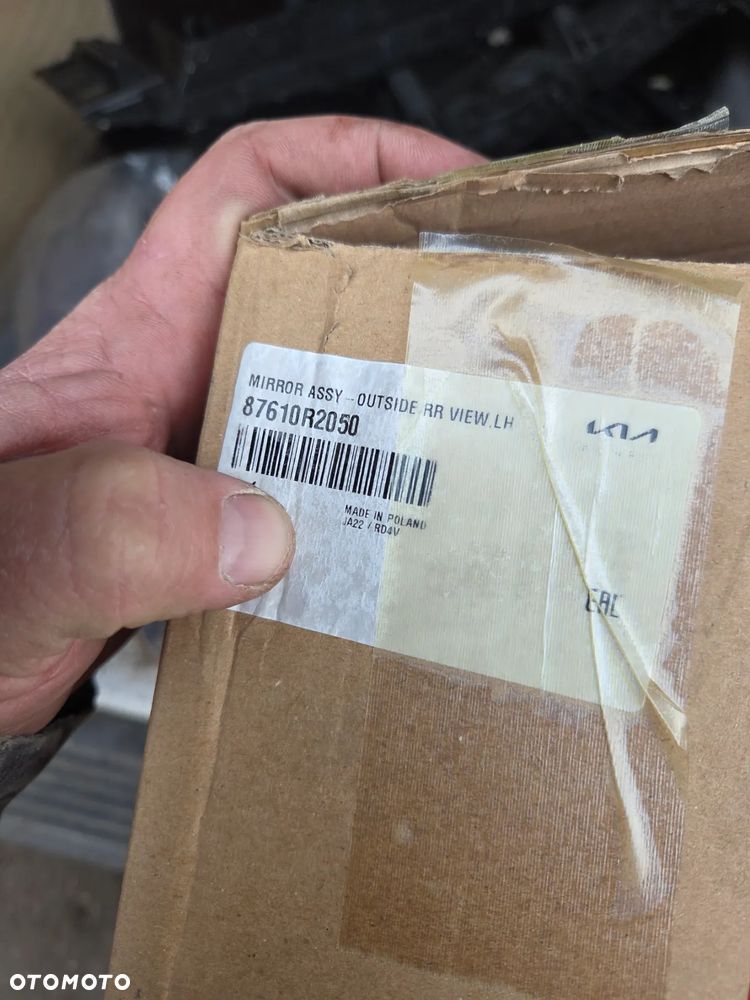 MIRROR ASSY-OUTSIDE RR VIEW,LH
87610R2050
KIA
MADE IN POLAND
JA22 / RD4V
EAC
OTOMOTO